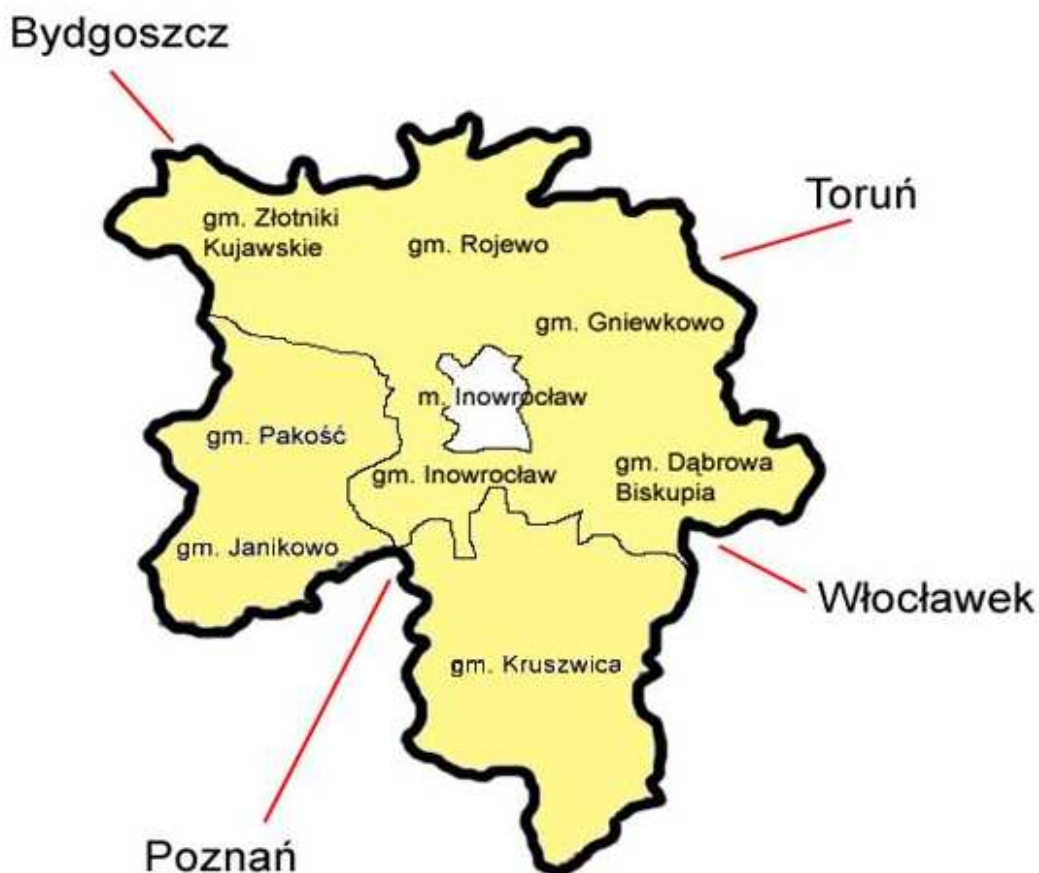 Bydgoszcz
Toruń
gm. Złotniki
Kujawskie
gm. Rojewo
gm. Gniewkowo
m. Inowrocław
gm. Pakość
gm. Inowrocław
gm. Dąbrowa
Biskupia
gm. Janikowo
Włocławek
gm. Kruszwica
Poznań